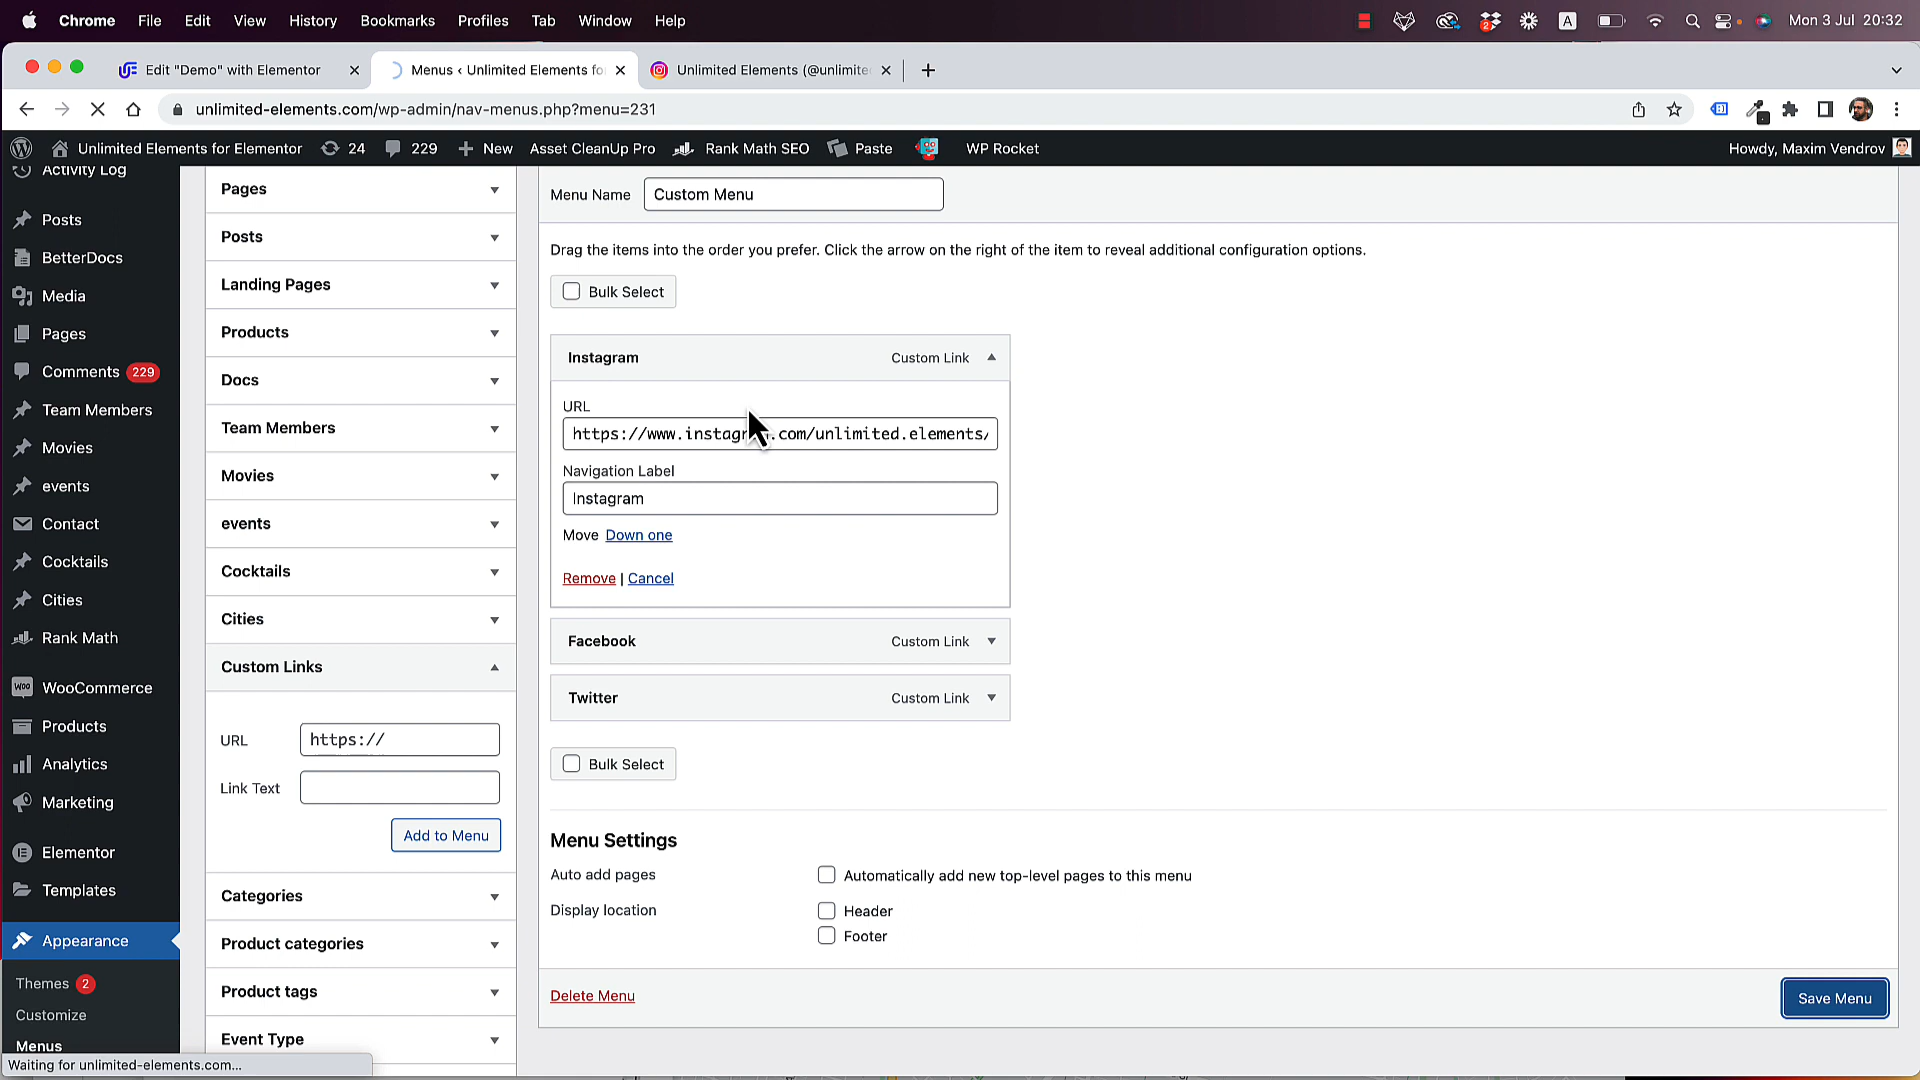 Chrome File Edit View History Bookmarks Profiles Tab Window Help
2 A Mon 3 Jul 20:32
Edit "Demo" with Elementor
Menus ‹ Unlimited Elements fo
Unlimited Elements (@unlimite
unlimited-elements.com/wp-admin/nav-menus.php?menu=231
Unlimited Elements for Elementor 24 229 New Asset CleanUp Pro Rank Math SEO Paste WP Rocket Howdy, Maxim Vendrov
Activity Log
Posts
BetterDocs
Media
Pages
Comments 229
Team Members
Movies
events
Contact
Cocktails
Cities
Rank Math
WooCommerce
Products
Analytics
Marketing
Elementor
Templates
Appearance
Themes 2
Customize
Menus
Waiting for unlimited-elements.com...
Pages
Posts
Landing Pages
Products
Docs
Team Members
Movies
events
Cocktails
Cities
Custom Links
URL https://
Link Text
Add to Menu
Categories
Product categories
Product tags
Event Type
Menu Name Custom Menu
Drag the items into the order you prefer. Click the arrow on the right of the item to reveal additional configuration options.
Bulk Select
Instagram Custom Link
URL
https://www.instag .com/unlimited.elements/
Navigation Label
Instagram
Move Down one
Remove | Cancel
Facebook Custom Link
Twitter Custom Link
Bulk Select
Menu Settings
Auto add pages Automatically add new top-level pages to this menu
Display location Header
Footer
Delete Menu
Save Menu